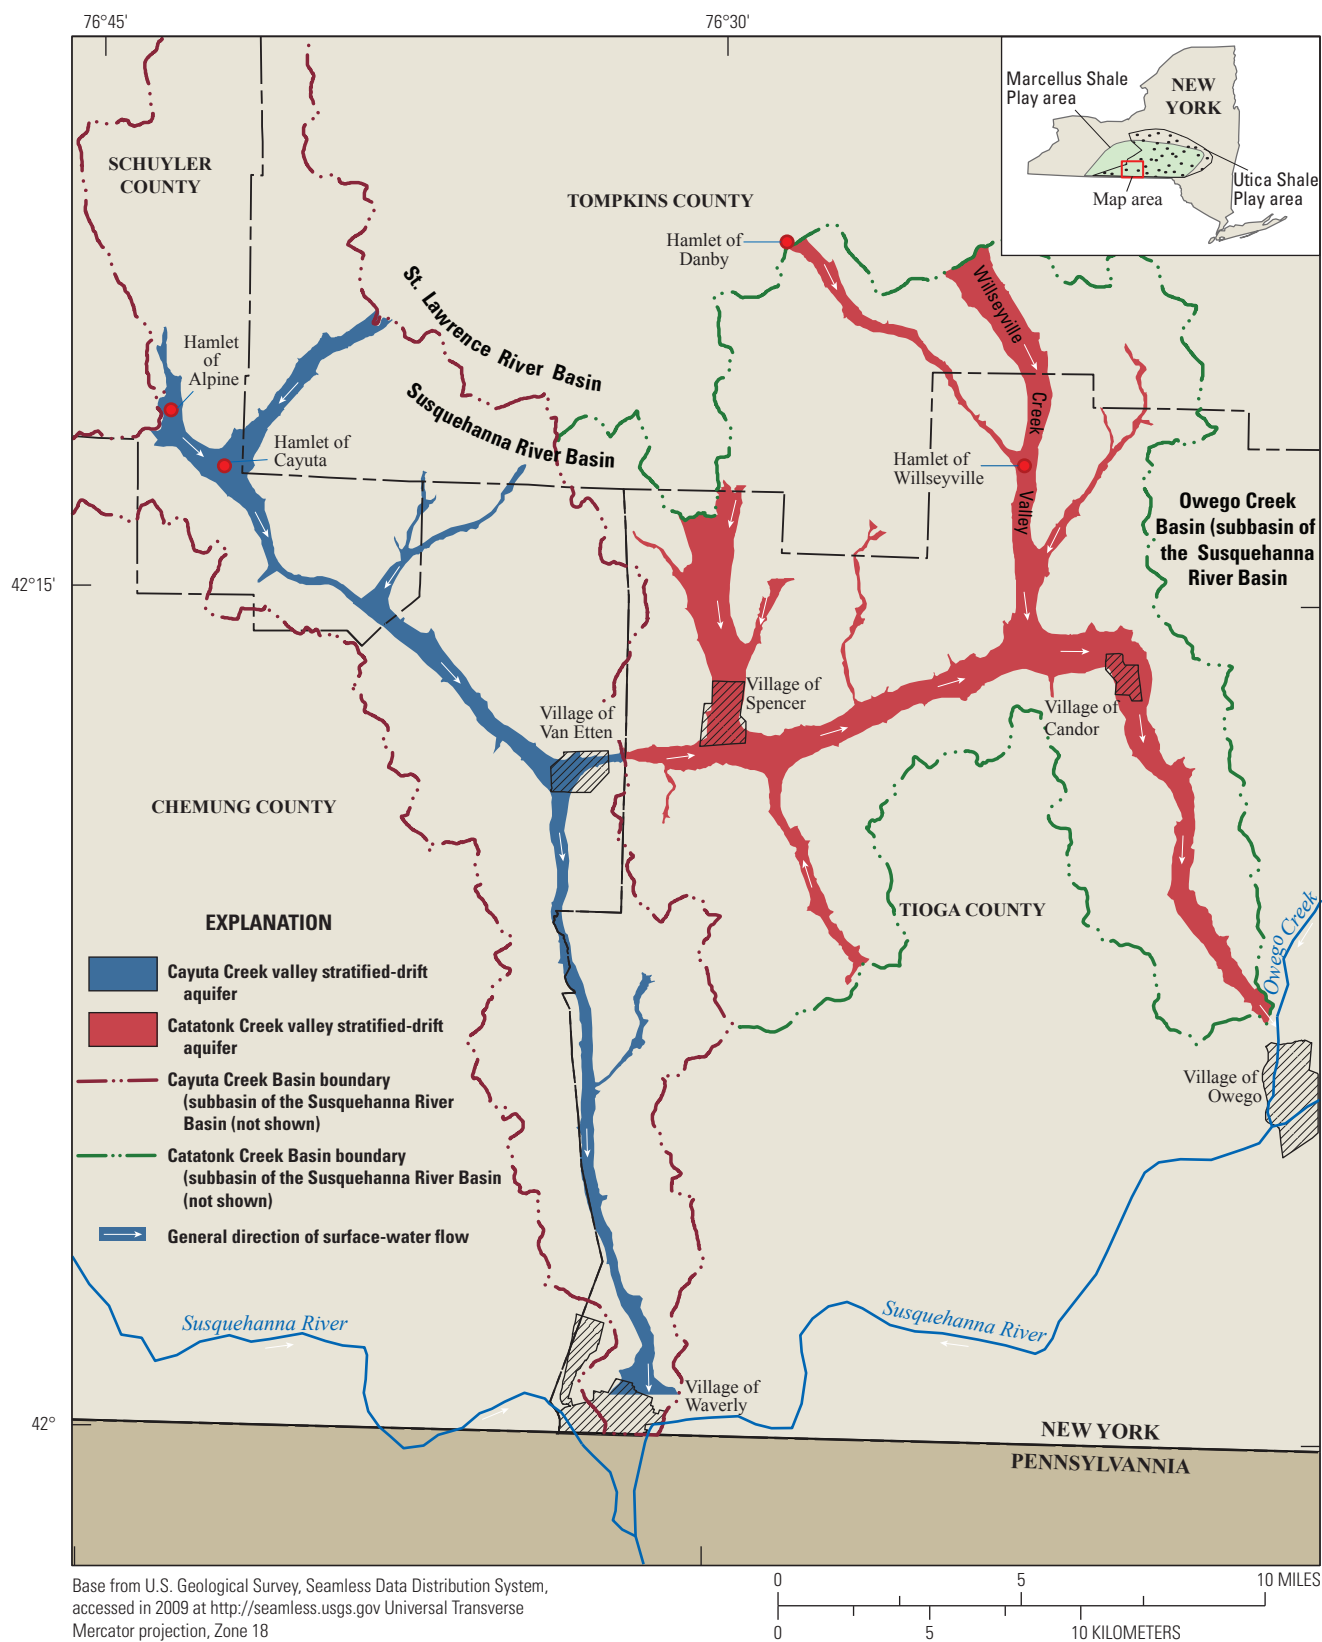 76°45'
76°30'
Marcellus Shale
Play area
NEW
YORK
Utica Shale
Play area
Map area
SCHUYLER
COUNTY
TOMPKINS COUNTY
Hamlet of
Danby
Willseyville
Creek
Valley
St. Lawrence River Basin
Susquehanna River Basin
Hamlet
of
Alpine
Hamlet of
Cayuta
Hamlet of
Willseyville
Owego Creek
Basin (subbasin of
the Susquehanna
River Basin
42°15'
Village of
Spencer
Village of
Van Etten
Village of
Candor
CHEMUNG COUNTY
TIOGA COUNTY
Owego Creek
EXPLANATION
Cayuta Creek valley stratified-drift
aquifer
Catatonk Creek valley stratified-drift
aquifer
Cayuta Creek Basin boundary
(subbasin of the Susquehanna River
Basin (not shown)
Catatonk Creek Basin boundary
(subbasin of the Susquehanna River Basin
(not shown)
General direction of surface-water flow
Village of
Owego
Susquehanna River
Susquehanna River
Village of
Waverly
42°
NEW YORK
PENNSYLVANNIA
Base from U.S. Geological Survey, Seamless Data Distribution System,
accessed in 2009 at http://seamless.usgs.gov Universal Transverse
Mercator projection, Zone 18
0 5 10 MILES
0 5 10 KILOMETERS